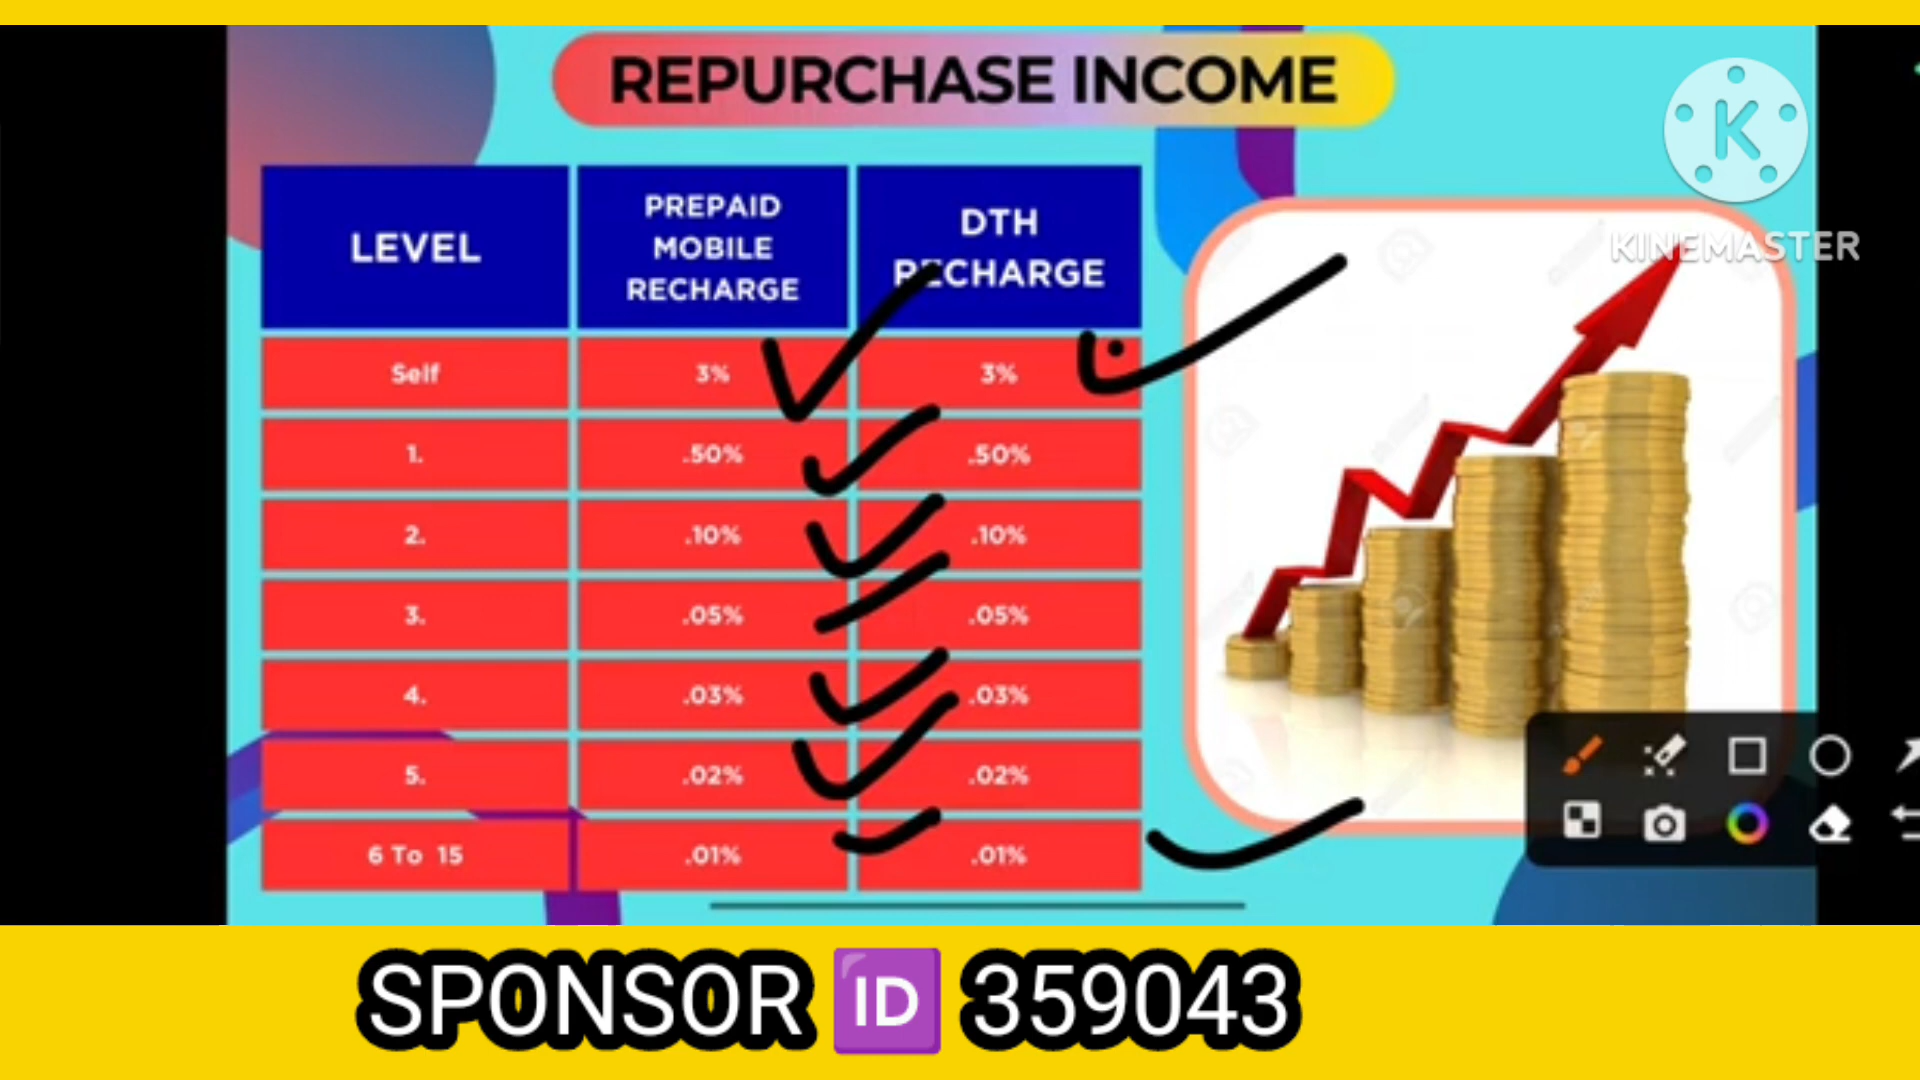 REPURCHASE INCOME
K
KINEMASTER
LEVEL
PREPAID
MOBILE
RECHARGE
DTH
RECHARGE
Self 3% 3%
1. .50% .50%
2. .10% .10%
3. .05% .05%
4. .03% .03%
5. .02% .02%
6 To 15 .01% .01%
SPONSOR 🆔 359043